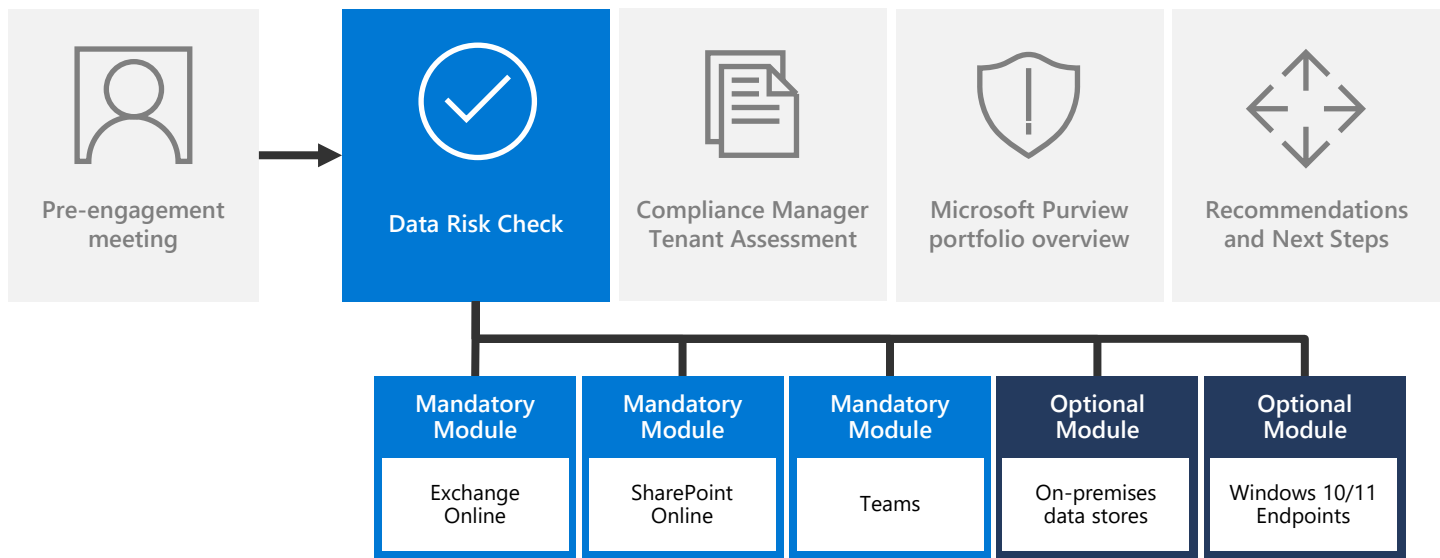 Pre-engagement
meeting
Data Risk Check
Compliance Manager
Tenant Assessment
Microsoft Purview
portfolio overview
Recommendations
and Next Steps
Mandatory
Module
Exchange
Online
Mandatory
Module
SharePoint
Online
Mandatory
Module
Teams
Optional
Module
On-premises
data stores
Optional
Module
Windows 10/11
Endpoints